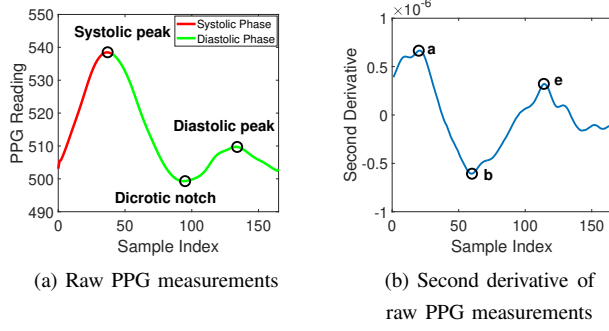 Systolic peak
Systolic Phase
Diastolic Phase
540
530
520
510
500
490
PPG Reading
Diastolic peak
Dicrotic notch
0
50
100
150
Sample Index
(a) Raw PPG measurements
×10⁻⁶
1
0.5
0
-0.5
-1
Second Derivative
a
e
b
0
50
100
150
Sample Index
(b) Second derivative of
raw PPG measurements